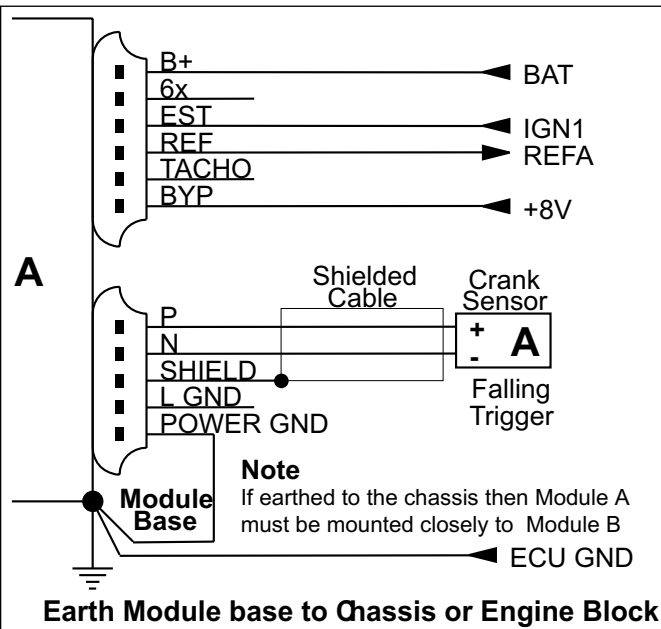 B+
BAT
6x
EST
IGN1
REF
REFA
TACHO
BYP
+8V
A
Shielded
Cable
Crank
Sensor
P
+
A
N
-
SHIELD
Falling
Trigger
L GND
POWER GND
Note
If earthed to the chassis then Module A
must be mounted closely to Module B
Module
Base
ECU GND
Earth Module base to Chassis or Engine Block